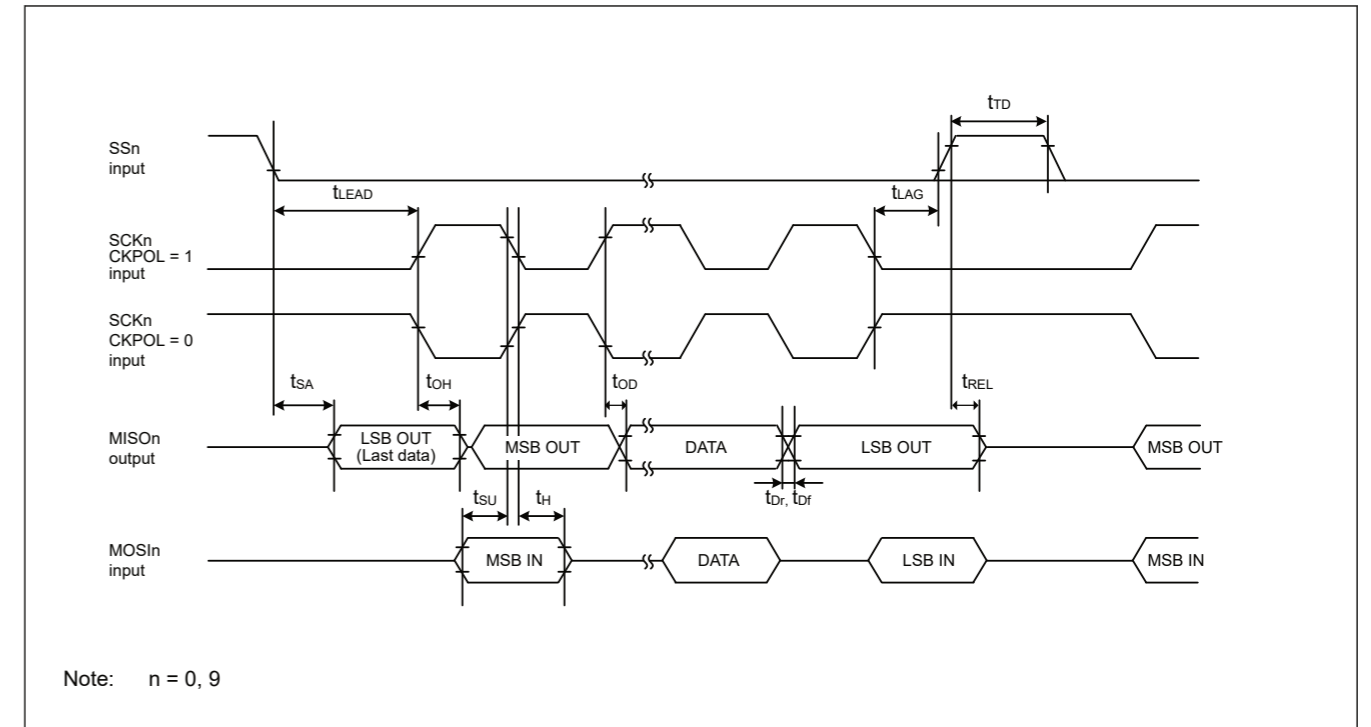 tTD
SSn
input
tLEAD
tLAG
SCKn
CKPOL = 1
input
SCKn
CKPOL = 0
input
tSA
tOH
tOD
tREL
MISOn
output
LSB OUT
(Last data)
MSB OUT
DATA
LSB OUT
MSB OUT
tSU
tH
tDr, tDf
MOSIn
input
MSB IN
DATA
LSB IN
MSB IN
Note: n = 0, 9